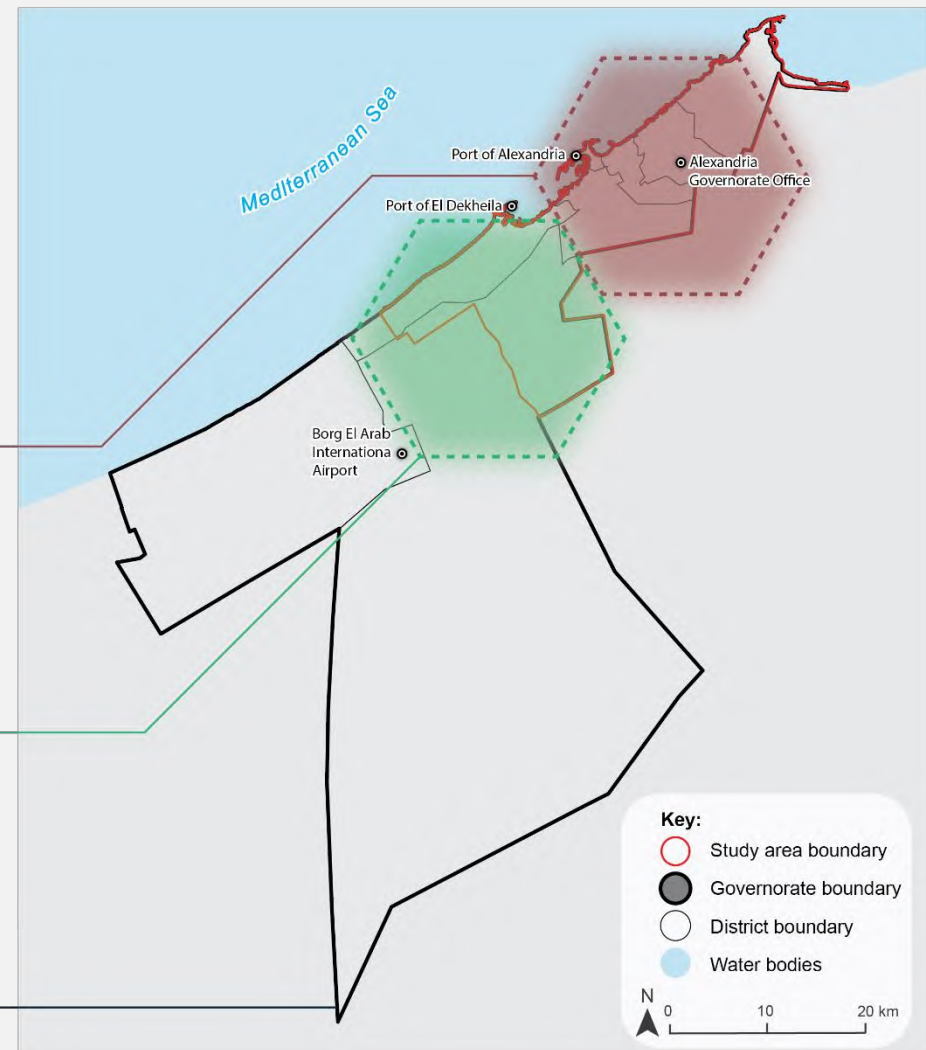 Mediterranean Sea
Port of Alexandria
Alexandria
Governorate Office
Port of El Dekheila
Borg El Arab
Internationa
Airport
Key:
Study area boundary
Governorate boundary
District boundary
Water bodies
N
0 10 20 km